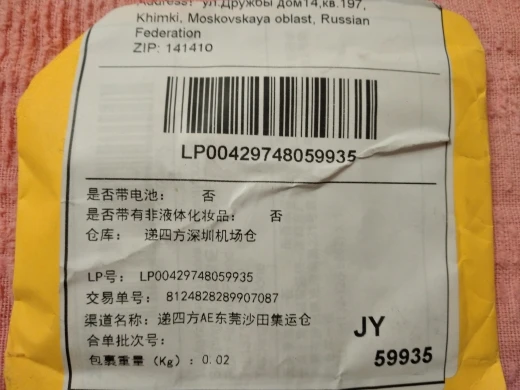 Address: ул.Дружбы дом14,кв.197,
Khimki, Moskovskaya oblast, Russian
Federation
ZIP: 141410
LP00429748059935
是否带电池： 否
是否带有非液体化妆品： 否
仓库： 递四方深圳机场仓
LP号： LP00429748059935
交易单号： 8124828289907087
渠道名称：递四方AE东莞沙田集运仓
合单批次号：
包裹重量（Kg）：0.02
JY
59935